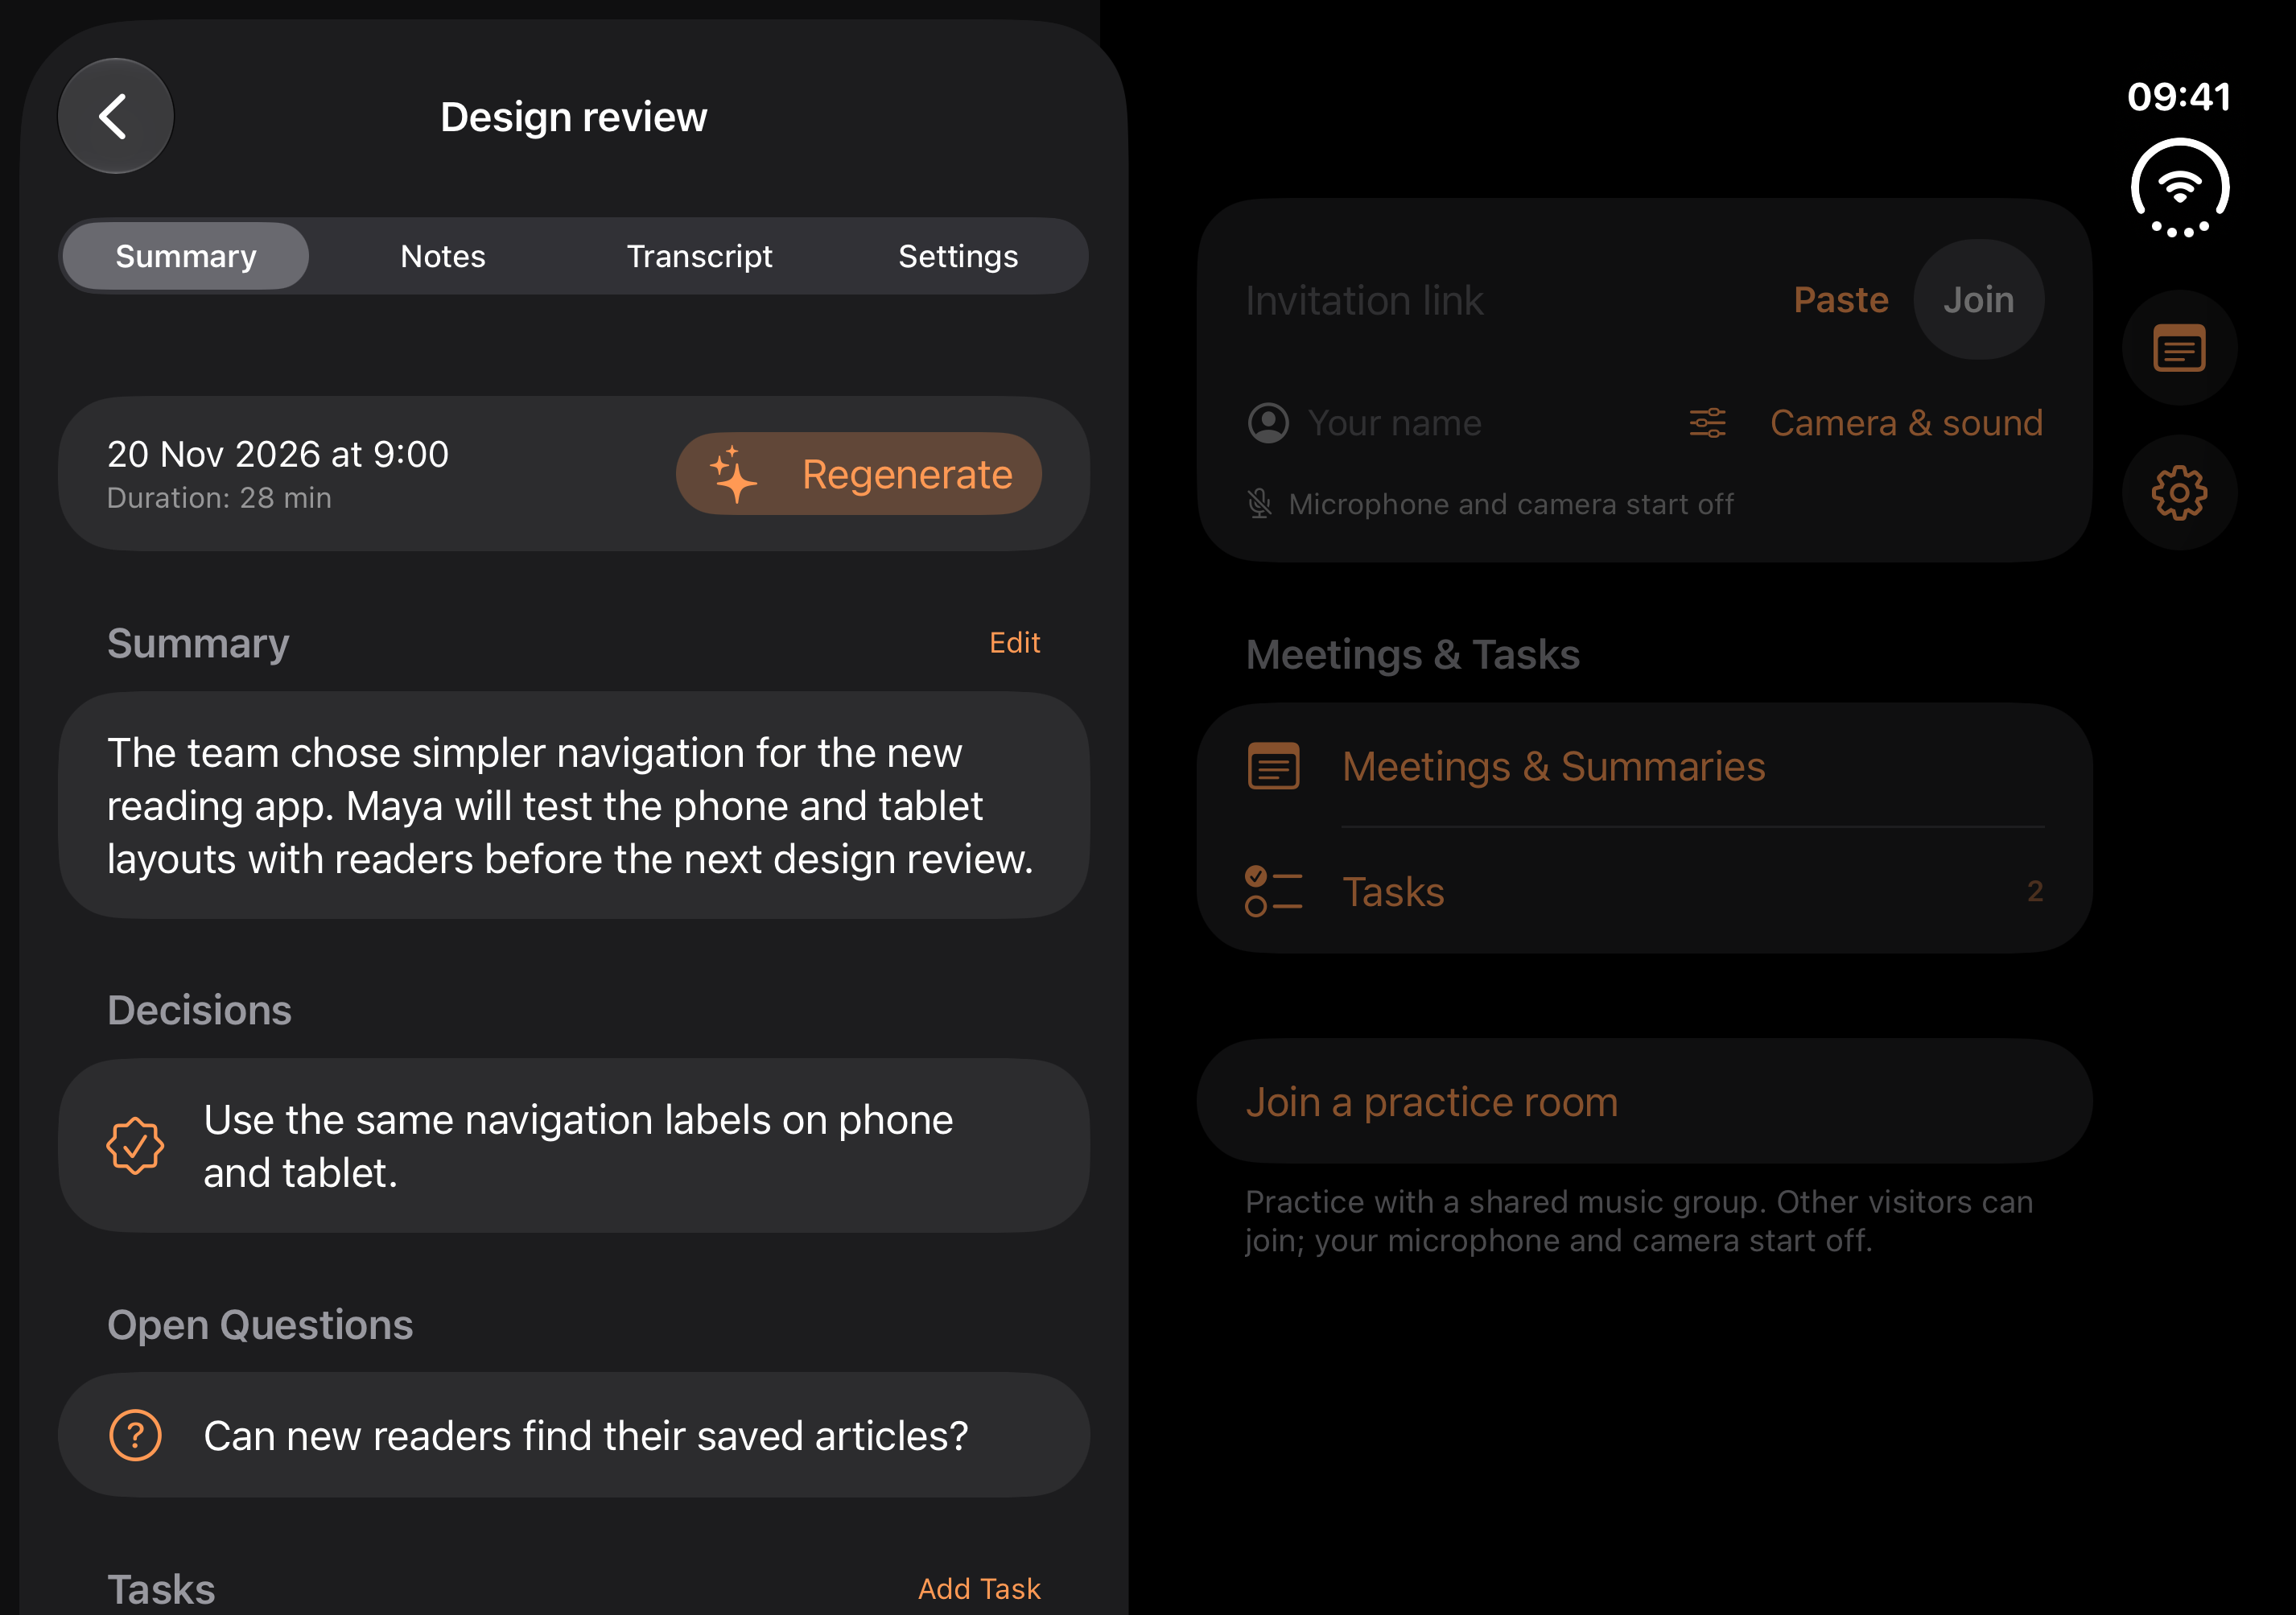 Design review
Summary
Notes
Transcript
Settings
20 Nov 2026 at 9:00
Duration: 28 min
Regenerate
Summary
Edit
The team chose simpler navigation for the new
reading app. Maya will test the phone and tablet
layouts with readers before the next design review.
Decisions
Use the same navigation labels on phone
and tablet.
Open Questions
Can new readers find their saved articles?
Tasks
Add Task
09:41
Invitation link
Paste
Join
Your name
Camera & sound
Microphone and camera start off
Meetings & Tasks
Meetings & Summaries
Tasks
2
Join a practice room
Practice with a shared music group. Other visitors can
join; your microphone and camera start off.